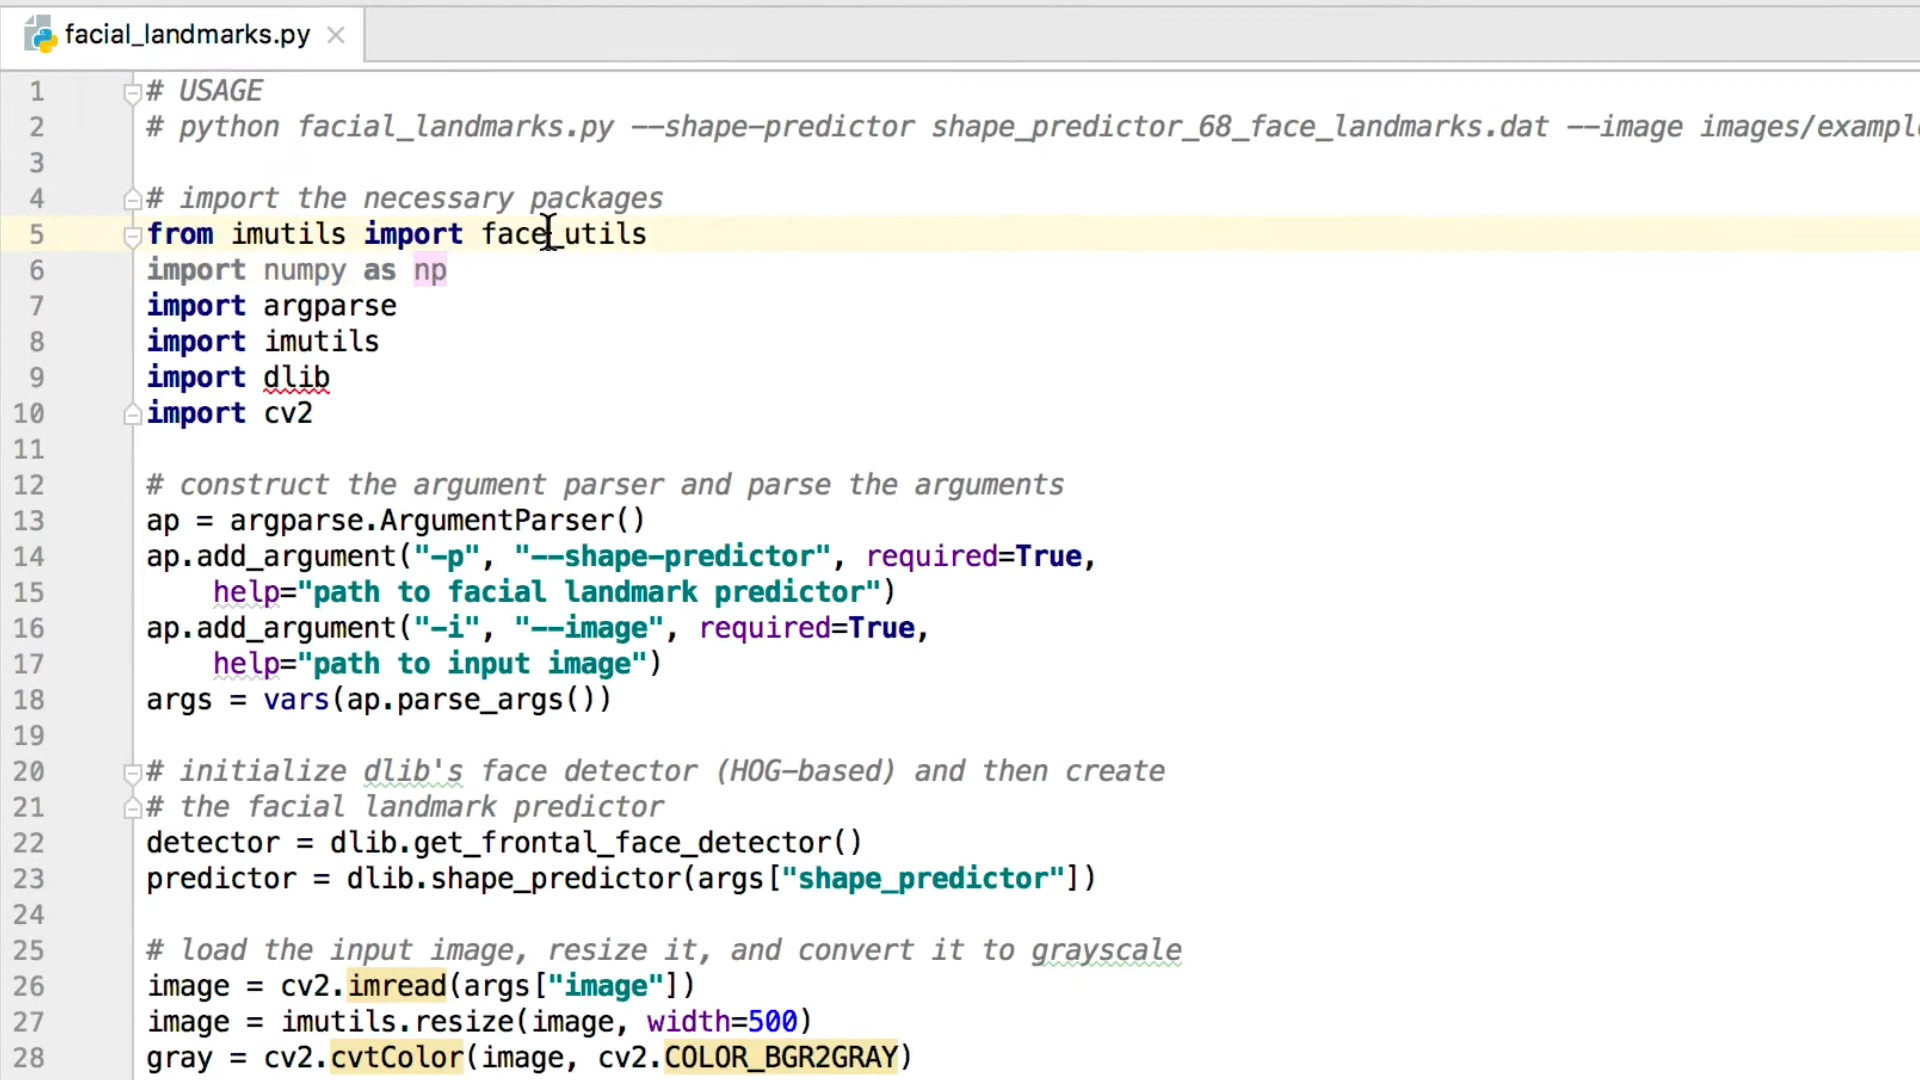 facial_landmarks.py
1 # USAGE
2 # python facial_landmarks.py --shape-predictor shape_predictor_68_face_landmarks.dat --image images/exampl
3
4 # import the necessary packages
5 from imutils import face_utils
6 import numpy as np
7 import argparse
8 import imutils
9 import dlib
10 import cv2
11
12 # construct the argument parser and parse the arguments
13 ap = argparse.ArgumentParser()
14 ap.add_argument("-p", "--shape-predictor", required=True,
15     help="path to facial landmark predictor")
16 ap.add_argument("-i", "--image", required=True,
17     help="path to input image")
18 args = vars(ap.parse_args())
19
20 # initialize dlib's face detector (HOG-based) and then create
21 # the facial landmark predictor
22 detector = dlib.get_frontal_face_detector()
23 predictor = dlib.shape_predictor(args["shape_predictor"])
24
25 # load the input image, resize it, and convert it to grayscale
26 image = cv2.imread(args["image"])
27 image = imutils.resize(image, width=500)
28 gray = cv2.cvtColor(image, cv2.COLOR_BGR2GRAY)